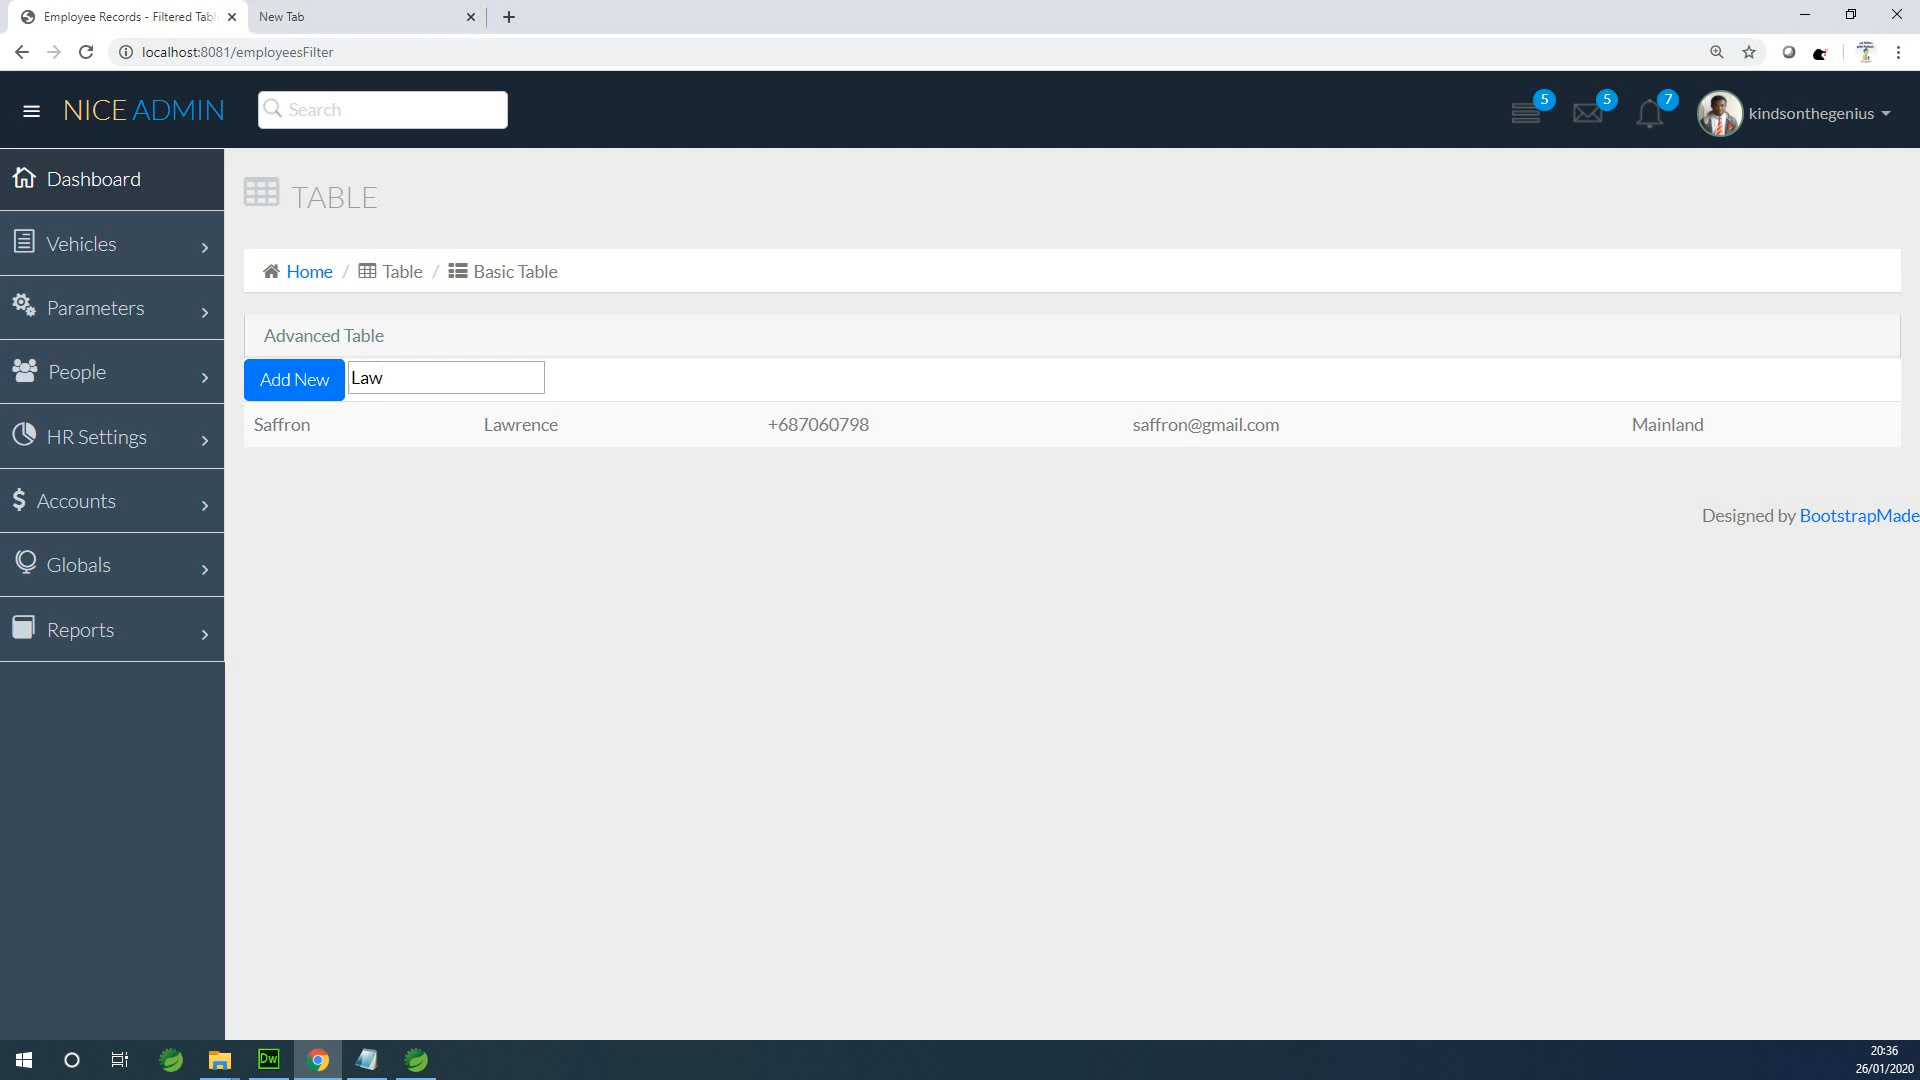 Employee Records - Filtered Tabl
New Tab
localhost:8081/employeesFilter
NICE ADMIN
Search
5
5
7
kindsonthegenius
Dashboard
Vehicles
Parameters
People
HR Settings
Accounts
Globals
Reports
TABLE
Home / Table / Basic Table
Advanced Table
Add New
Law
Saffron Lawrence +687060798 saffron@gmail.com Mainland
Designed by BootstrapMade
Dw
20:36
26/01/2020